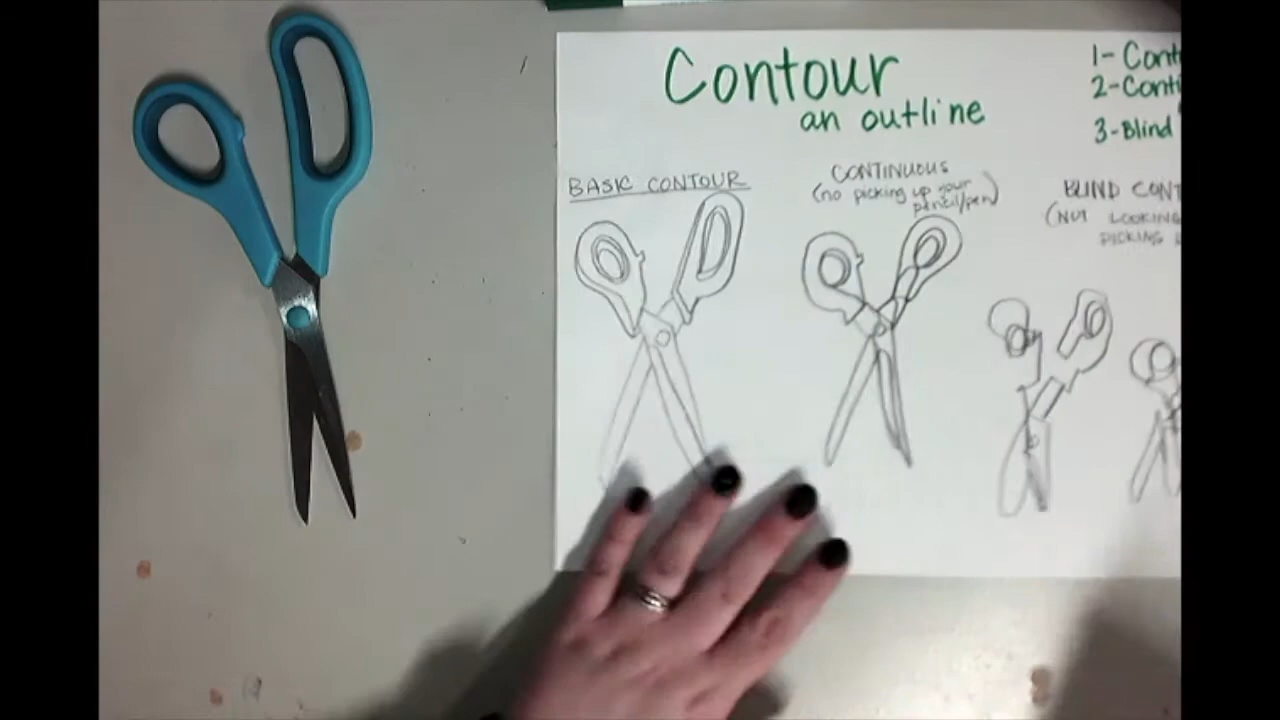 Contour
an outline
1- Cont
2-Conti
3-Blind
BASIC CONTOUR
CONTINUOUS
(no picking up your
pencil/pen)
BLIND CONT
(NOT LOOKING
PICKING